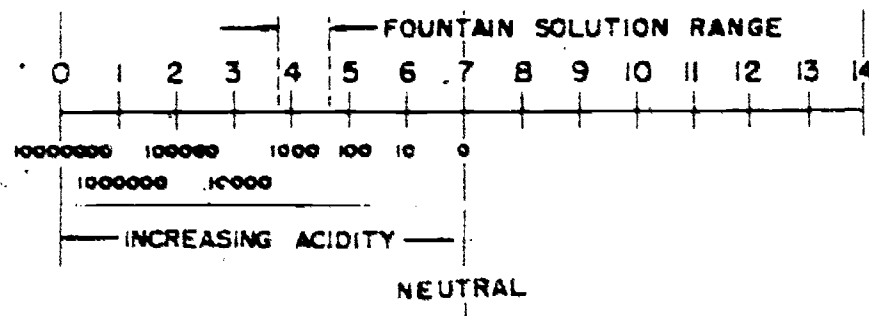 FOUNTAIN SOLUTION RANGE
0 1 2 3 4 5 6 7 8 9 10 11 12 13 14
10000000 100000 1000 100 10 0
1000000 10000
INCREASING ACIDITY
NEUTRAL